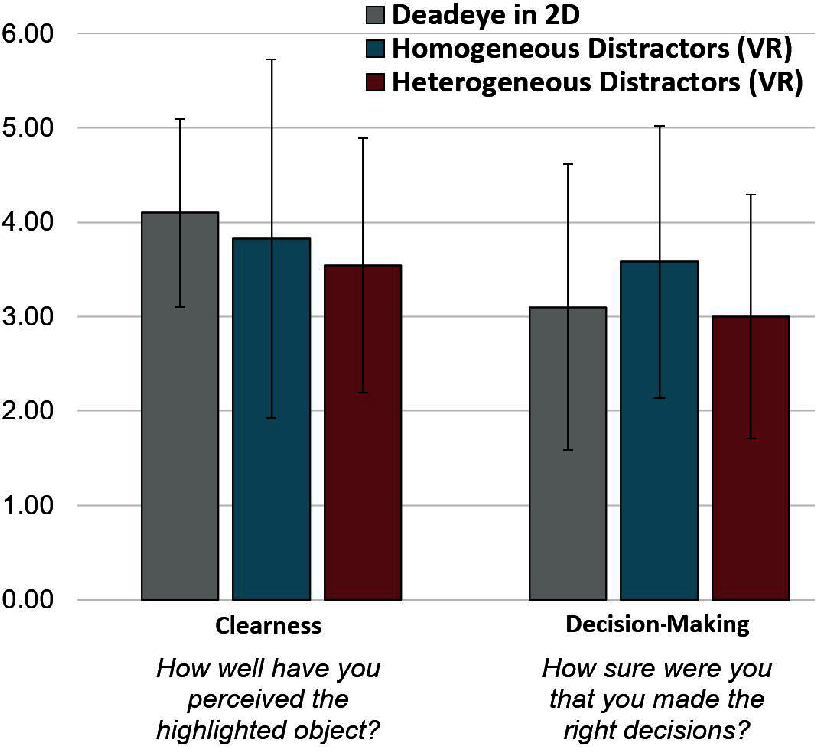 Deadeye in 2D
Homogeneous Distractors (VR)
Heterogeneous Distractors (VR)
6.00
5.00
4.00
3.00
2.00
1.00
0.00
Clearness
How well have you
perceived the
highlighted object?
Decision-Making
How sure were you
that you made the
right decisions?